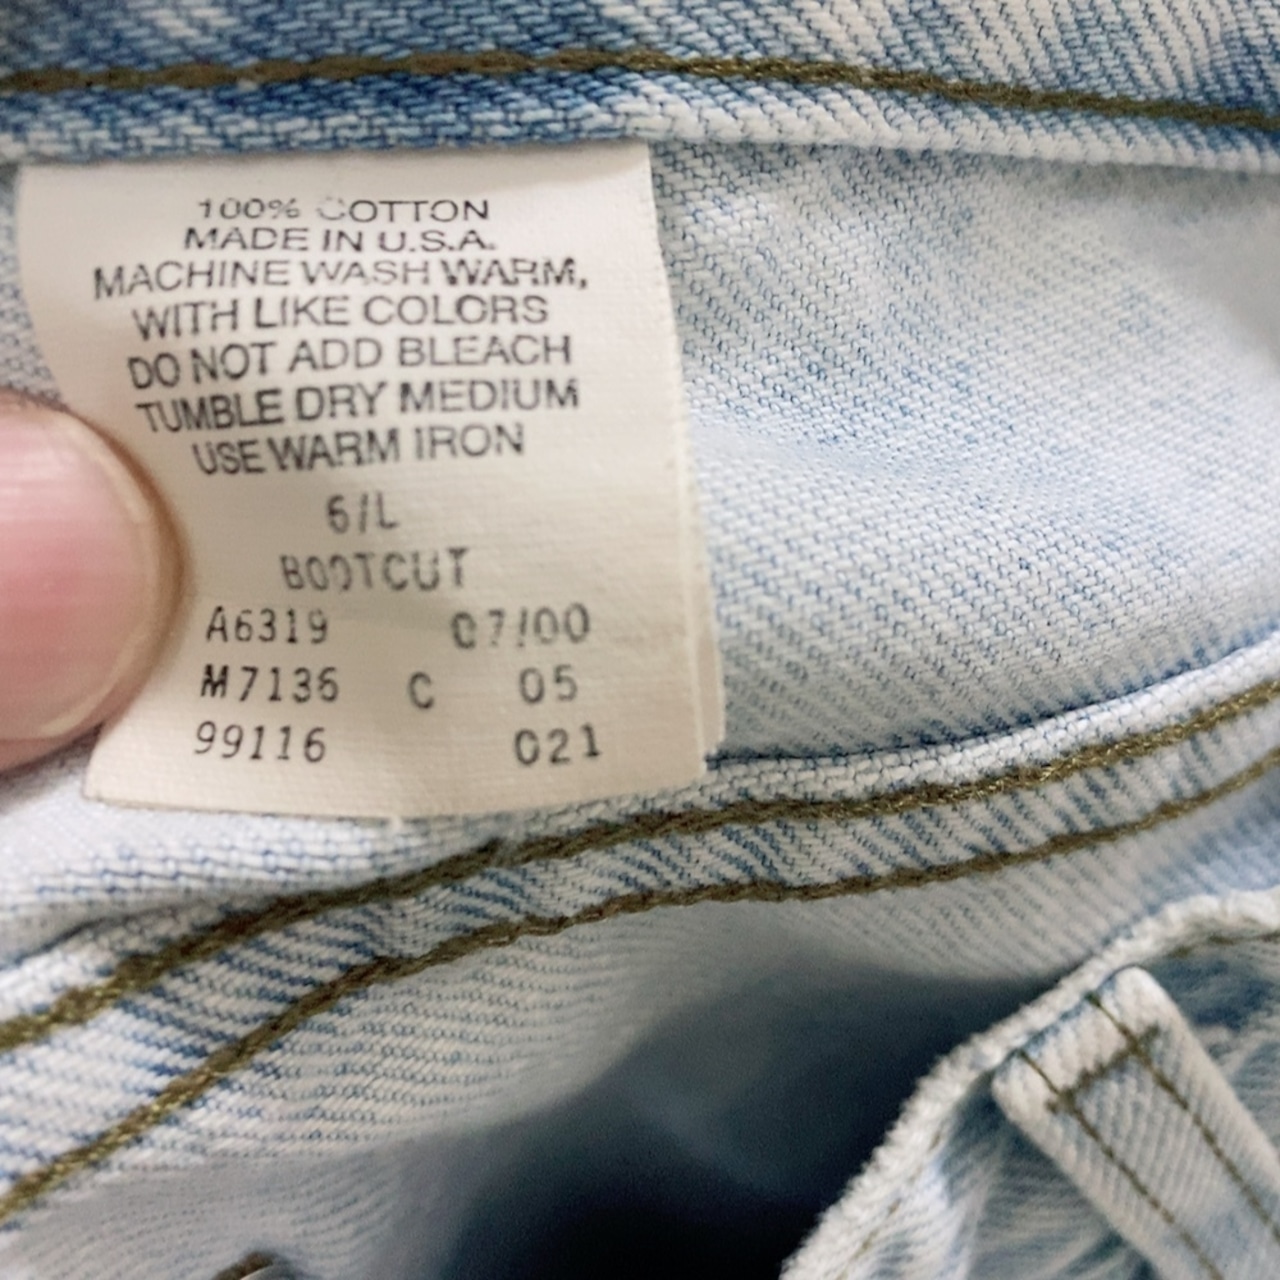 100% COTTON
MADE IN U.S.A.
MACHINE WASH WARM,
WITH LIKE COLORS
DO NOT ADD BLEACH
TUMBLE DRY MEDIUM
USE WARM IRON
6/L
BOOTCUT
A6319 07/00
M7136 C 05
99116 021